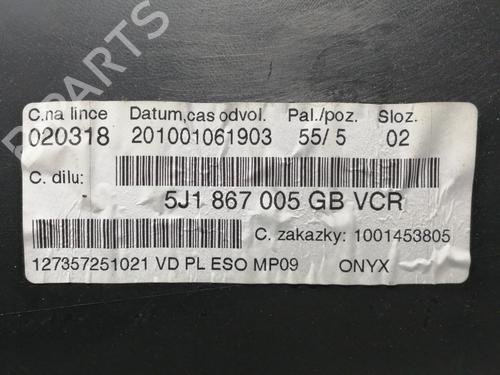 B PARTS
C.na lince Datum,cas odvol. Pal./poz. Sloz.
020318 201001061903 55/ 5 02
C. dilu:
5J1 867 005 GB VCR
C. zakazky: 1001453805
127357251021 VD PL ESO MP09 ONYX